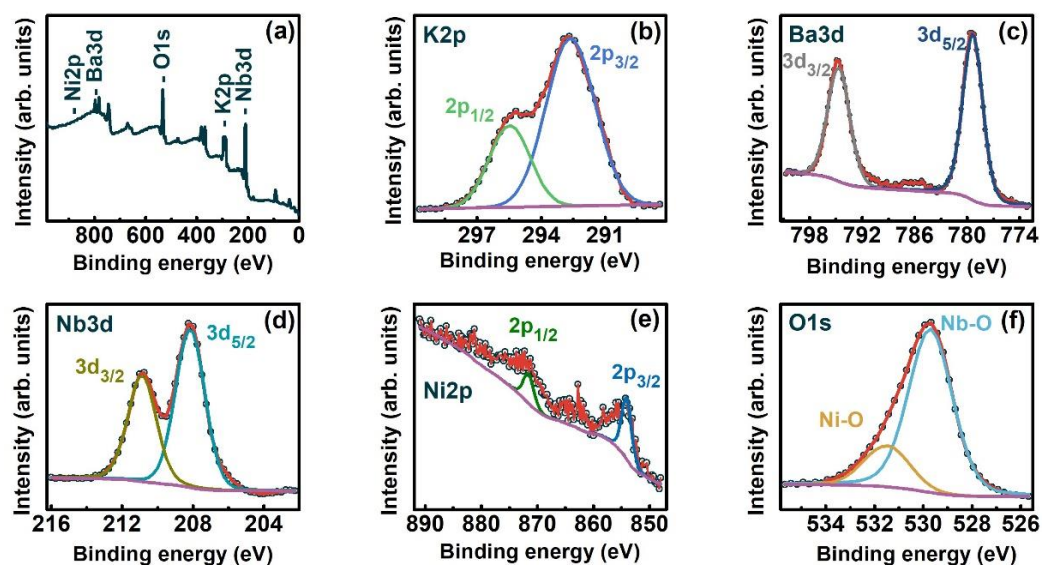 (a)
Intensity (arb. units)
Ni2p
Ba3d
O1s
K2p
Nb3d
800 600 400 200 0
Binding energy (eV)
(b)
K2p
Intensity (arb. units)
2p1/2
2p3/2
297 294 291
Binding energy (eV)
(c)
Ba3d
Intensity (arb. units)
3d3/2
3d5/2
798 792 786 780 774
Binding energy (eV)
(d)
Nb3d
Intensity (arb. units)
3d3/2
3d5/2
216 212 208 204
Binding energy (eV)
(e)
Intensity (arb. units)
2p1/2
Ni2p
2p3/2
890 880 870 860 850
Binding energy (eV)
(f)
O1s
Intensity (arb. units)
Nb-O
Ni-O
534 532 530 528 526
Binding energy (eV)